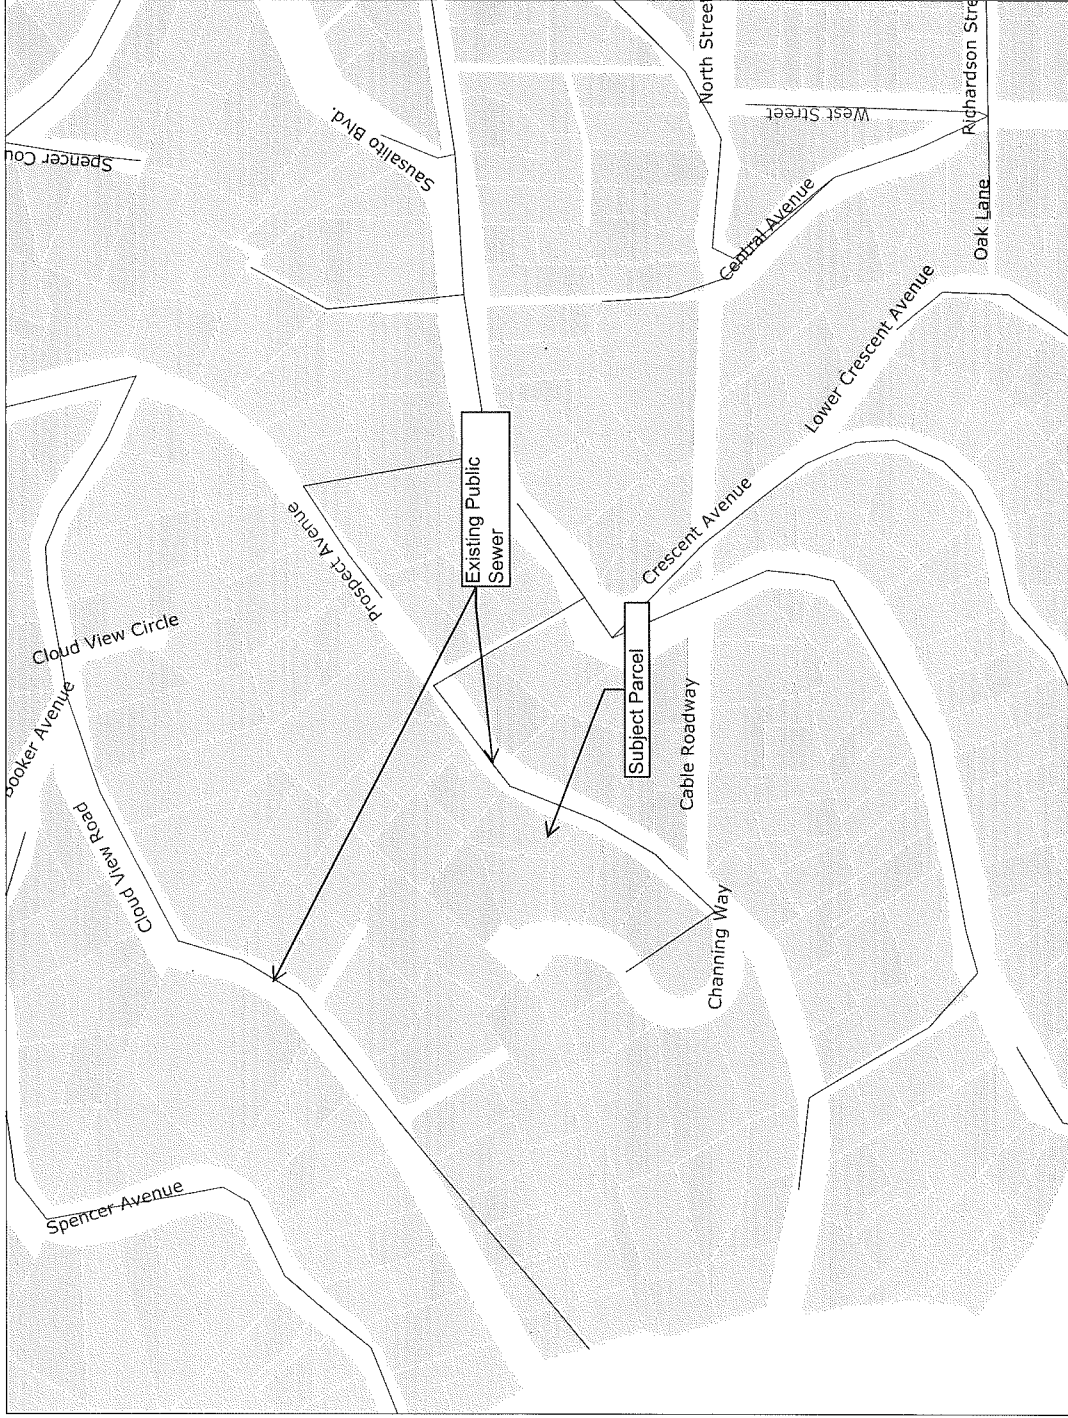 North Stree
Richardson Stre
West Street
Sausalito Blvd.
Spencer Cou
Central Avenue
Oak Lane
Lower Crescent Avenue
Existing Public
Sewer
Prospect Avenue
Crescent Avenue
Cloud View Circle
Subject Parcel
Cable Roadway
Booker Avenue
Cloud View Road
Channing Way
Spencer Avenue